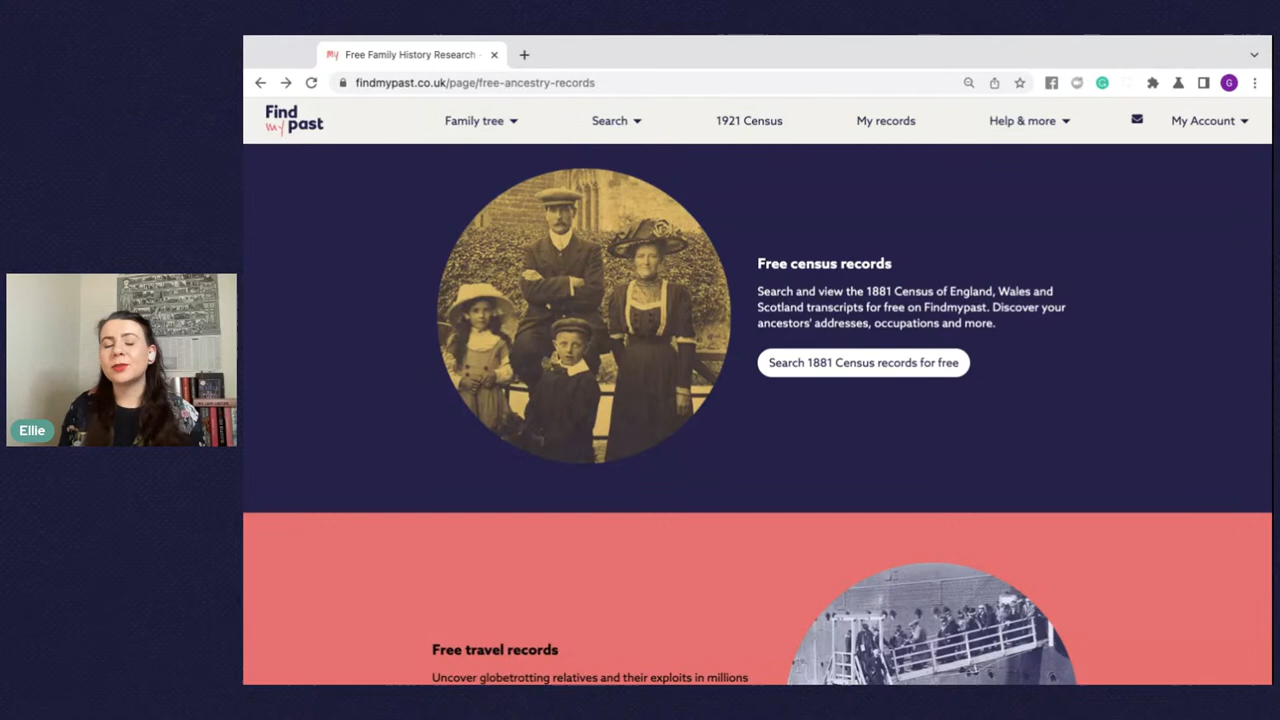 Free Family History Research -
findmypast.co.uk/page/free-ancestry-records
Find
my past
Family tree
Search
1921 Census
My records
Help & more
My Account
G
Free census records
Search and view the 1881 Census of England, Wales and
Scotland transcripts for free on Findmypast. Discover your
ancestors' addresses, occupations and more.
Search 1881 Census records for free
Ellie
Free travel records
Uncover globetrotting relatives and their exploits in millions